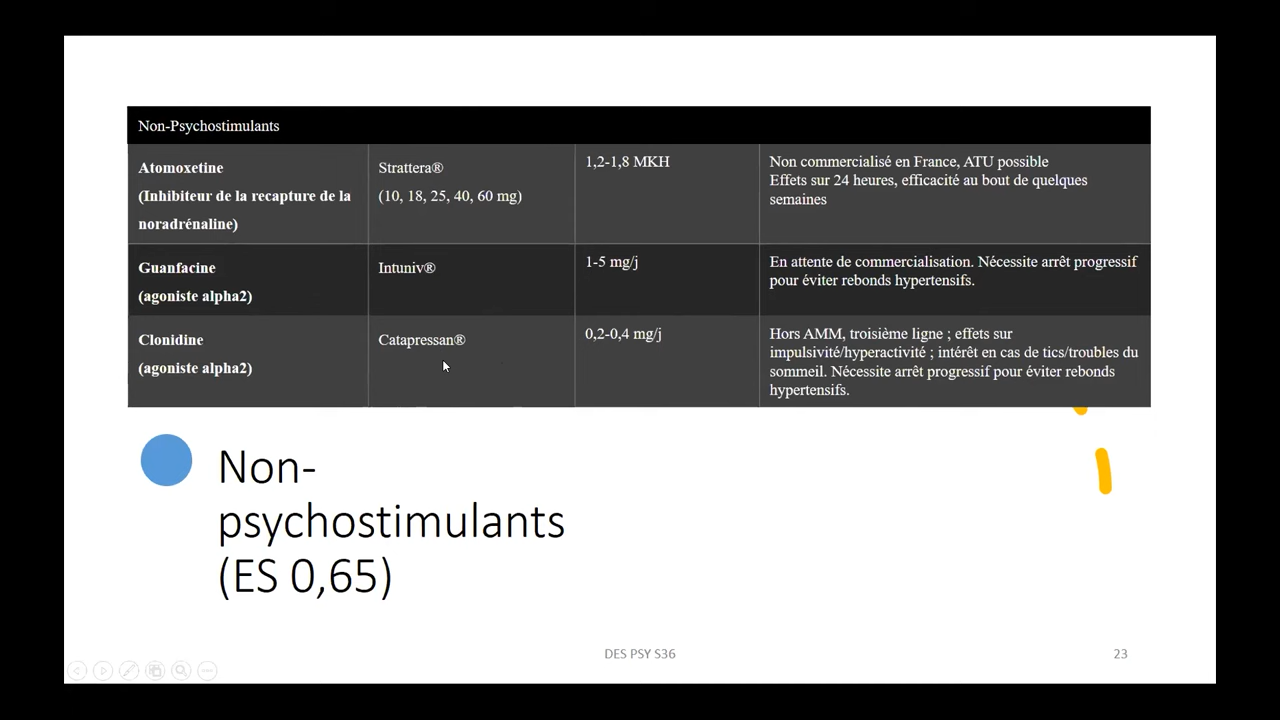 Non-Psychostimulants
Atomoxetine
(Inhibiteur de la recapture de la
noradrénaline)
Strattera®
(10, 18, 25, 40, 60 mg)
1,2-1,8 MKH
Non commercialisé en France, ATU possible
Effets sur 24 heures, efficacité au bout de quelques
semaines
Guanfacine
(agoniste alpha2)
Intuniv®
1-5 mg/j
En attente de commercialisation. Nécessite arrêt progressif
pour éviter rebonds hypertensifs.
Clonidine
(agoniste alpha2)
Catapressan®
0,2-0,4 mg/j
Hors AMM, troisième ligne ; effets sur
impulsivité/hyperactivité ; intérêt en cas de tics/troubles du
sommeil. Nécessite arrêt progressif pour éviter rebonds
hypertensifs.
Non-
psychostimulants
(ES 0,65)
DES PSY S36
23